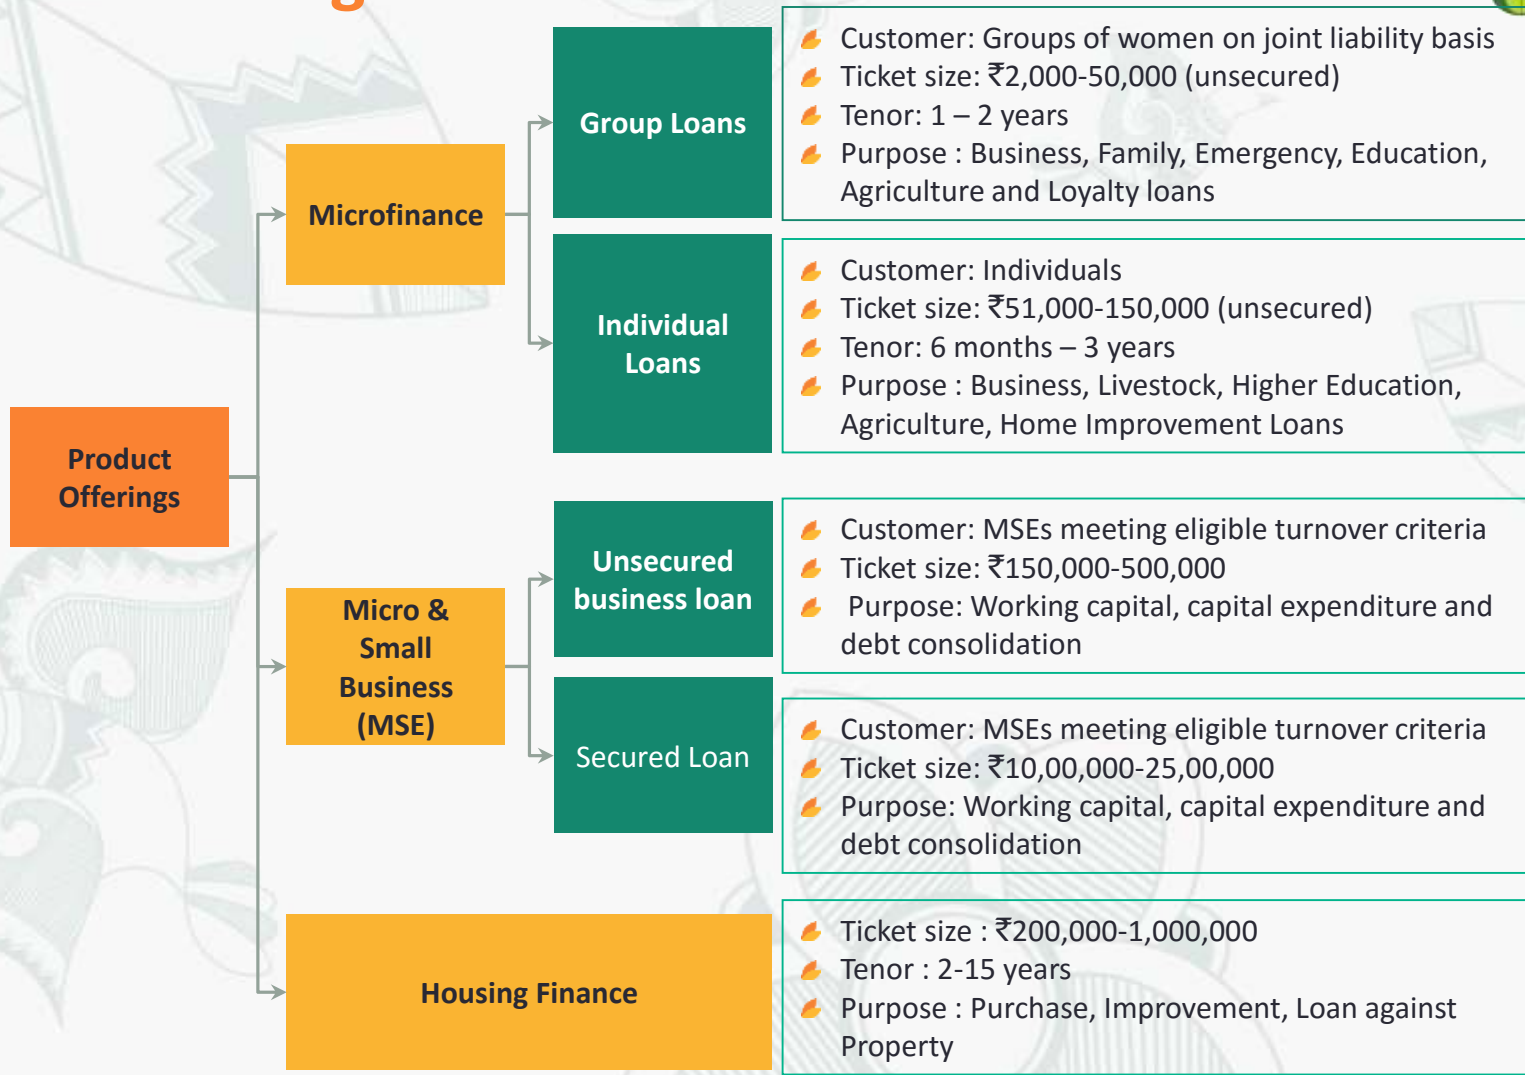 Product
Offerings
Microfinance
Group Loans
Customer: Groups of women on joint liability basis
Ticket size: ₹2,000-50,000 (unsecured)
Tenor: 1 – 2 years
Purpose : Business, Family, Emergency, Education,
Agriculture and Loyalty loans
Individual
Loans
Customer: Individuals
Ticket size: ₹51,000-150,000 (unsecured)
Tenor: 6 months – 3 years
Purpose : Business, Livestock, Higher Education,
Agriculture, Home Improvement Loans
Micro &
Small
Business
(MSE)
Unsecured
business loan
Customer: MSEs meeting eligible turnover criteria
Ticket size: ₹150,000-500,000
Purpose: Working capital, capital expenditure and
debt consolidation
Secured Loan
Customer: MSEs meeting eligible turnover criteria
Ticket size: ₹10,00,000-25,00,000
Purpose: Working capital, capital expenditure and
debt consolidation
Housing Finance
Ticket size : ₹200,000-1,000,000
Tenor : 2-15 years
Purpose : Purchase, Improvement, Loan against
Property